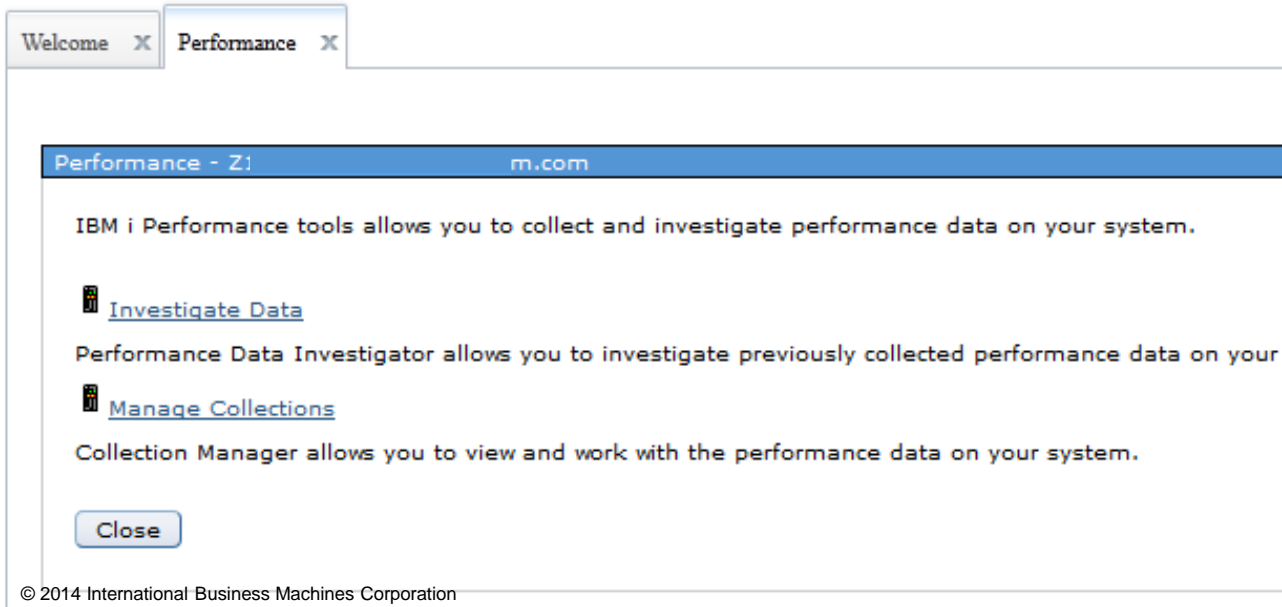 Welcome X Performance X
Performance - Z1 m.com
IBM i Performance tools allows you to collect and investigate performance data on your system.
Investigate Data
Performance Data Investigator allows you to investigate previously collected performance data on your
Manage Collections
Collection Manager allows you to view and work with the performance data on your system.
Close
© 2014 International Business Machines Corporation